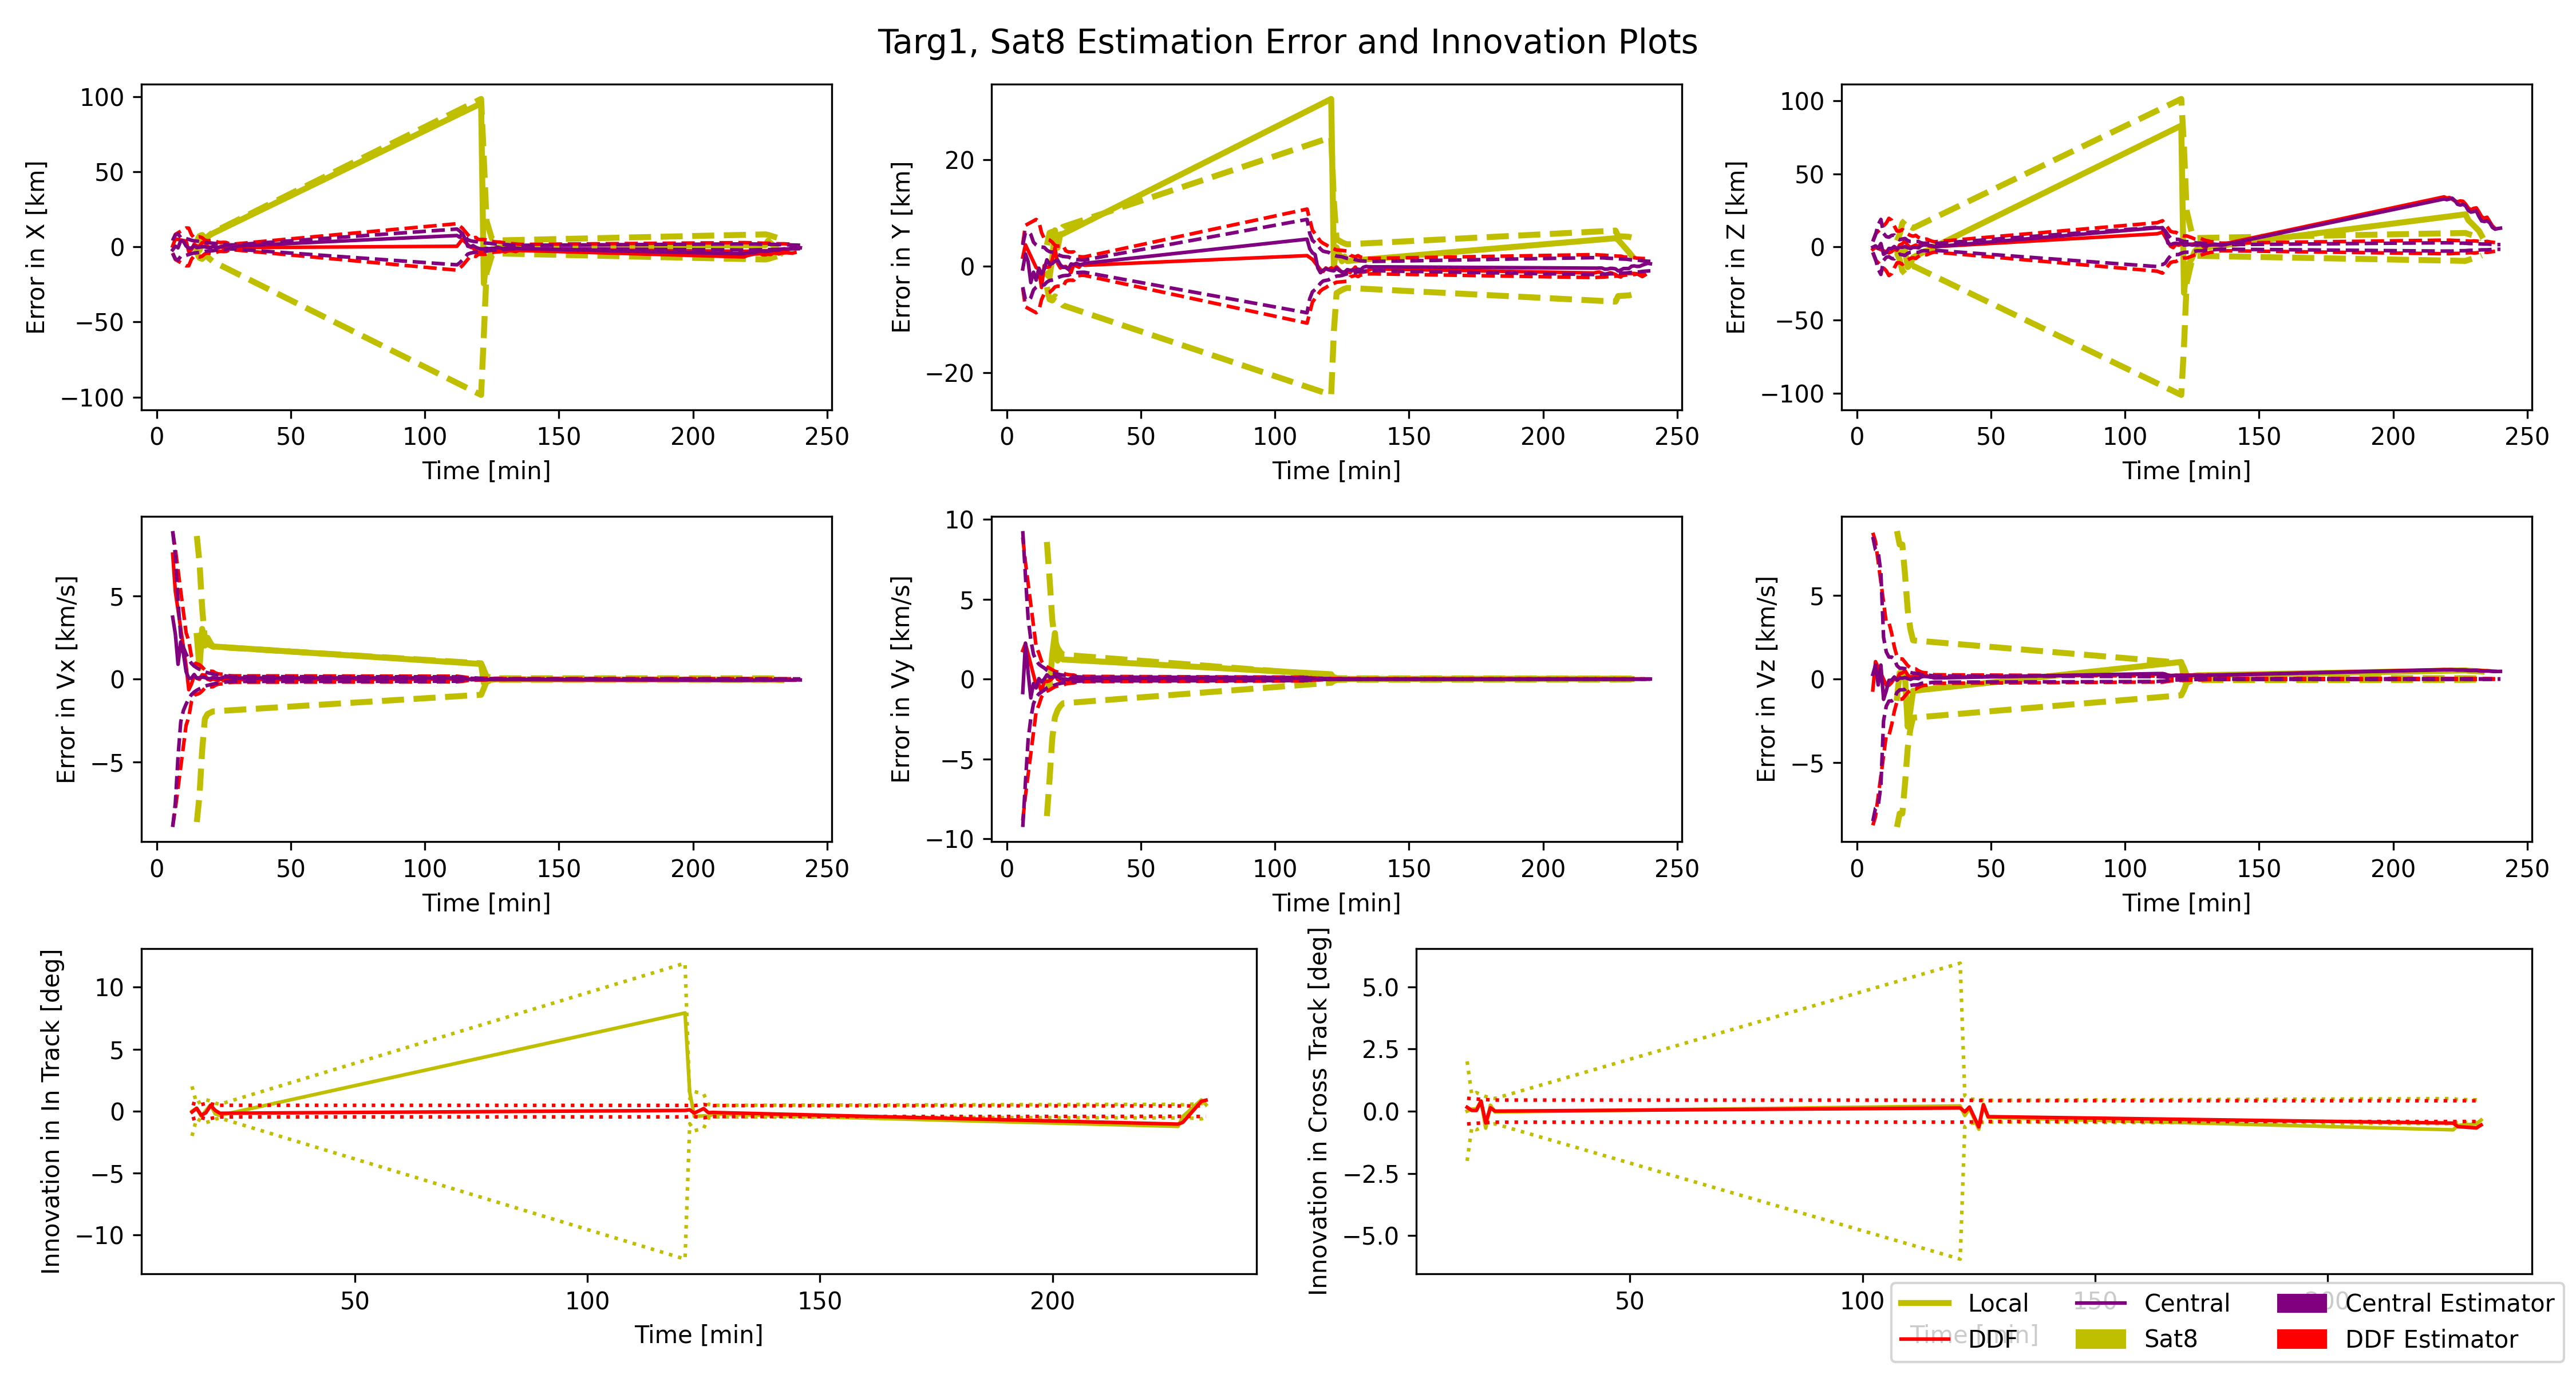 Targ1, Sat8 Estimation Error and Innovation Plots
Error in X [km]
100
50
0
−50
−100
0 50 100 150 200 250
Time [min]
Error in Y [km]
20
0
−20
0 50 100 150 200 250
Time [min]
Error in Z [km]
100
50
0
−50
−100
0 50 100 150 200 250
Time [min]
Error in Vx [km/s]
5
0
−5
0 50 100 150 200 250
Time [min]
Error in Vy [km/s]
10
5
0
−5
−10
0 50 100 150 200 250
Time [min]
Error in Vz [km/s]
5
0
−5
0 50 100 150 200 250
Time [min]
Innovation in In Track [deg]
10
5
0
−5
−10
50 100 150 200
Time [min]
Innovation in Cross Track [deg]
5.0
2.5
0.0
−2.5
−5.0
50 100 150 200
Time [min]
Local Central Central Estimator
DDF Sat8 DDF Estimator